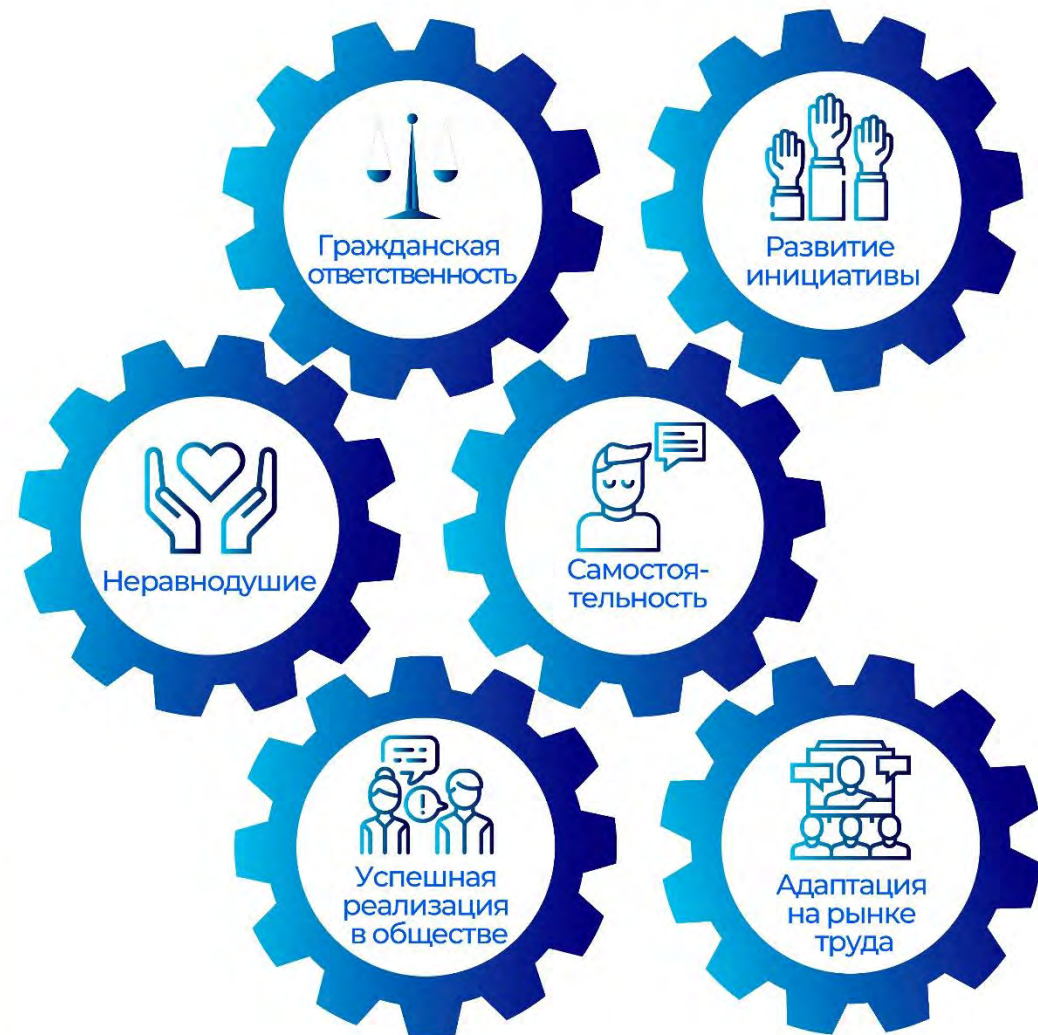 Гражданская
ответственность
Развитие
инициативы
Неравнодушие
Самостоя-
тельность
Успешная
реализация
в обществе
Адаптация
на рынке
труда